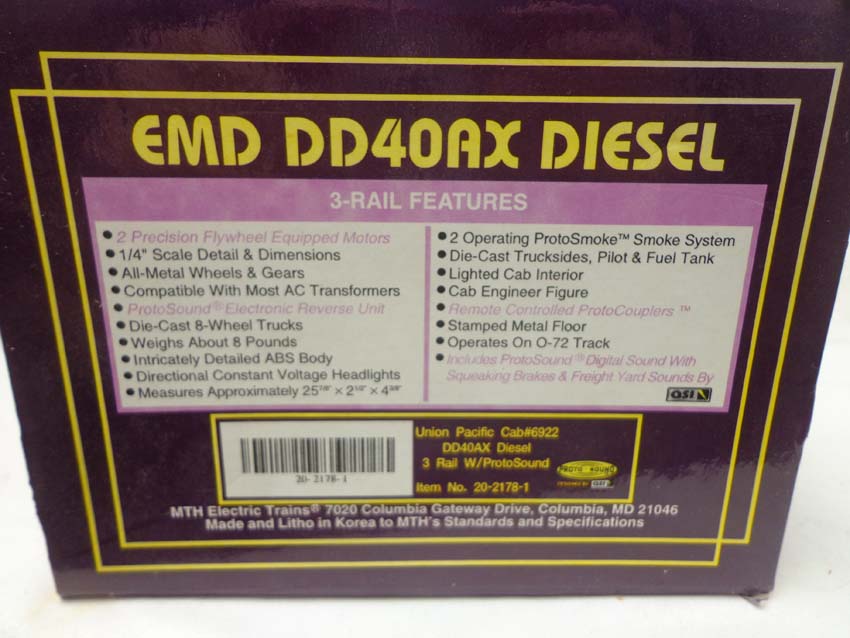 EMD DD40AX DIESEL
3-RAIL FEATURES
• 2 Precision Flywheel Equipped Motors
• 1/4" Scale Detail & Dimensions
• All-Metal Wheels & Gears
• Compatible With Most AC Transformers
• ProtoSound® Electronic Reverse Unit
• Die-Cast 8-Wheel Trucks
• Weighs About 8 Pounds
• Intricately Detailed ABS Body
• Directional Constant Voltage Headlights
• Measures Approximately 25 7/8" × 2 1/2" × 4 3/8"
• 2 Operating ProtoSmoke™ Smoke System
• Die-Cast Trucksides, Pilot & Fuel Tank
• Lighted Cab Interior
• Cab Engineer Figure
• Remote Controlled ProtoCouplers ™
• Stamped Metal Floor
• Operates On O-72 Track
• Includes ProtoSound® Digital Sound With
Squeaking Brakes & Freight Yard Sounds By
QSI
20-2178-1
Union Pacific Cab#6922
DD40AX Diesel
3 Rail W/ProtoSound
Item No. 20-2178-1
PROTO SOUND
DESIGNED BY QSI
MTH Electric Trains® 7020 Columbia Gateway Drive, Columbia, MD 21046
Made and Litho in Korea to MTH's Standards and Specifications